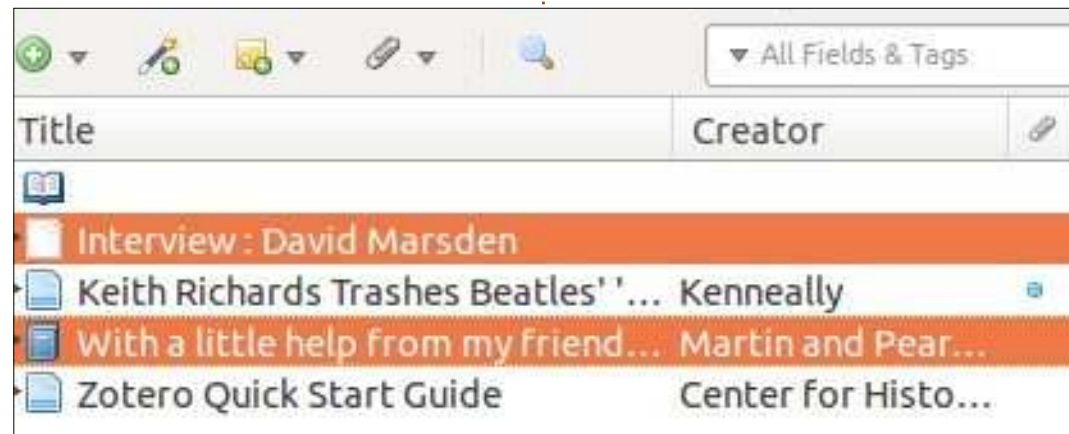 All Fields & Tags
Title Creator
Interview : David Marsden
Keith Richards Trashes Beatles' '... Kenneally
With a little help from my friend... Martin and Pear...
Zotero Quick Start Guide Center for Histo...